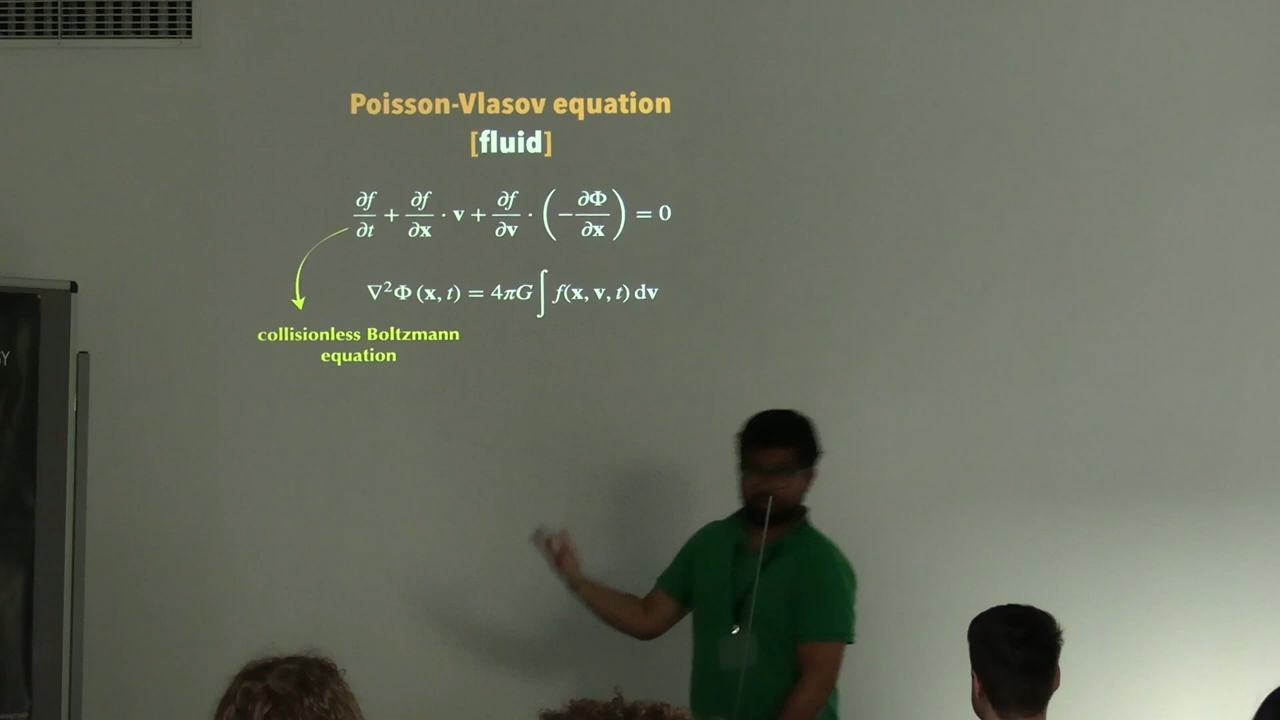 Poisson-Vlasov equation
[fluid]
∂f/∂t + ∂f/∂x · v + ∂f/∂v · (−∂Φ/∂x) = 0
∇²Φ (x, t) = 4πG ∫ f(x, v, t) dv
collisionless Boltzmann
equation